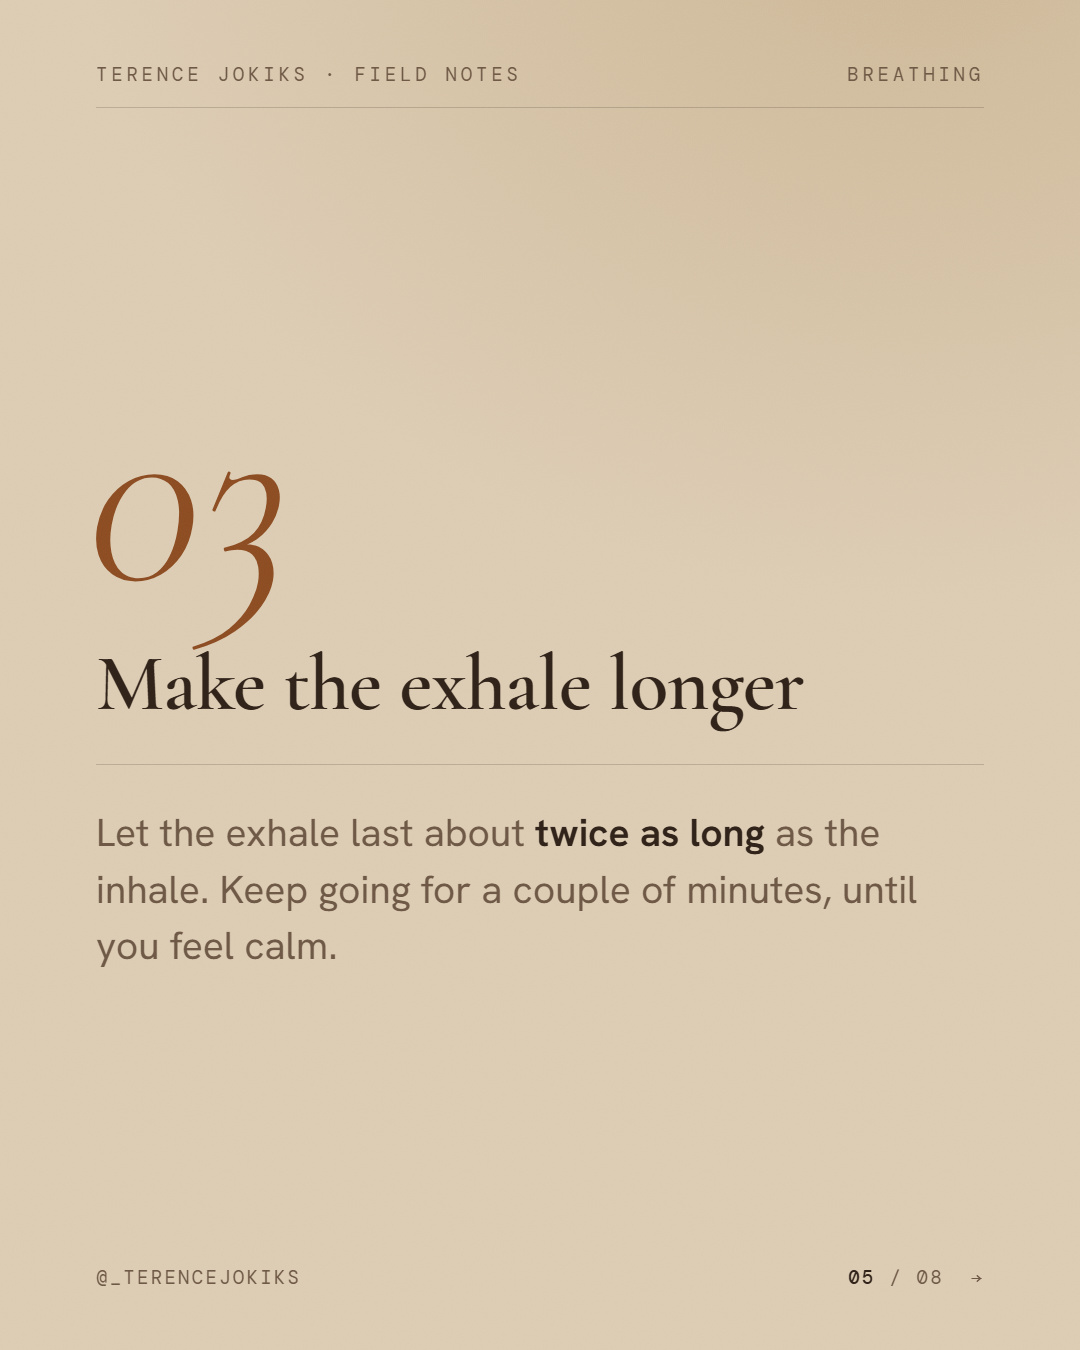 TERENCE JOKIKS · FIELD NOTES
BREATHING
03
Make the exhale longer
Let the exhale last about twice as long as the
inhale. Keep going for a couple of minutes, until
you feel calm.
@_TERENCEJOKIKS
05 / 08 →